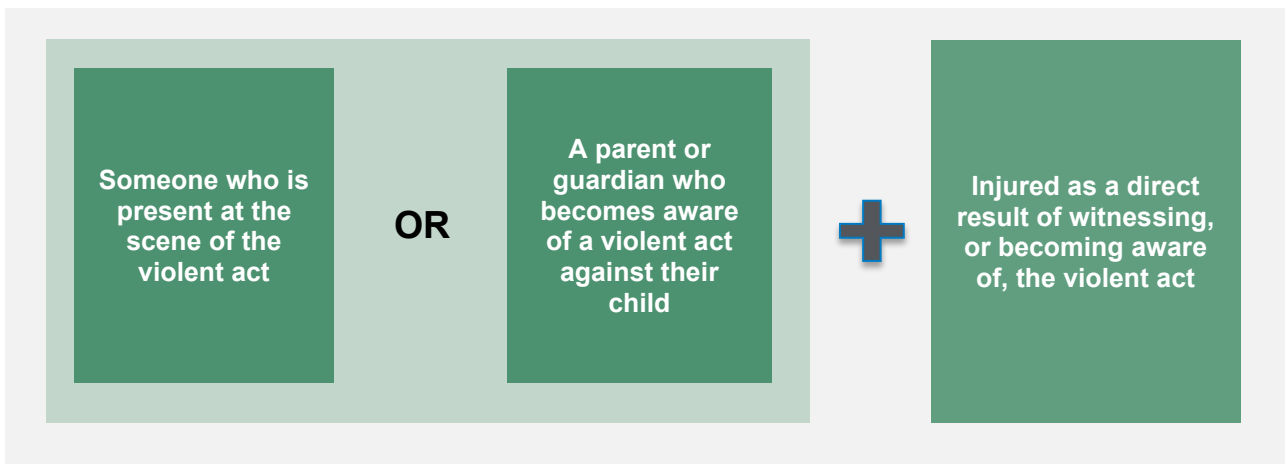 Someone who is
present at the
scene of the
violent act
OR
A parent or
guardian who
becomes aware
of a violent act
against their
child
Injured as a direct
result of witnessing,
or becoming aware
of, the violent act